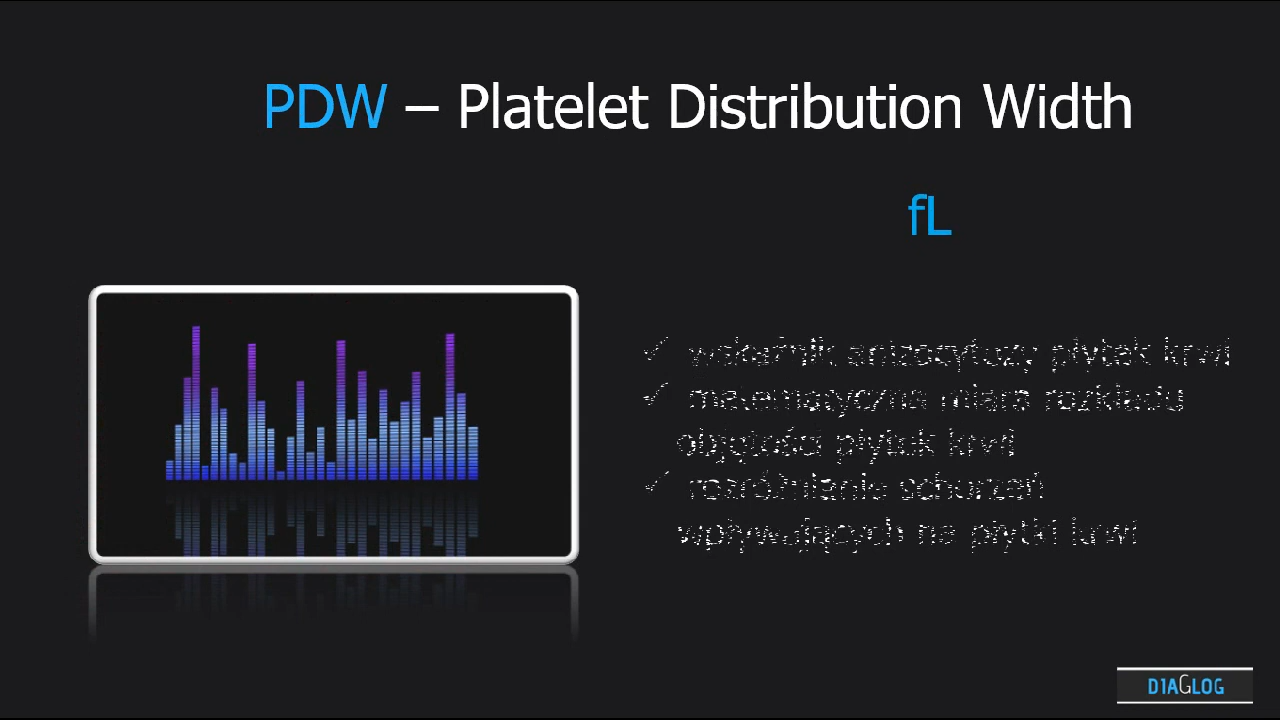 PDW – Platelet Distribution Width
fL
✓ wskaźnik anizocytozy płytek krwi
✓ matematyczna miara rozkładu
objętości płytek krwi
✓ rozróżnianie schorzeń
wpływających na płytki krwi
DIAGLOG